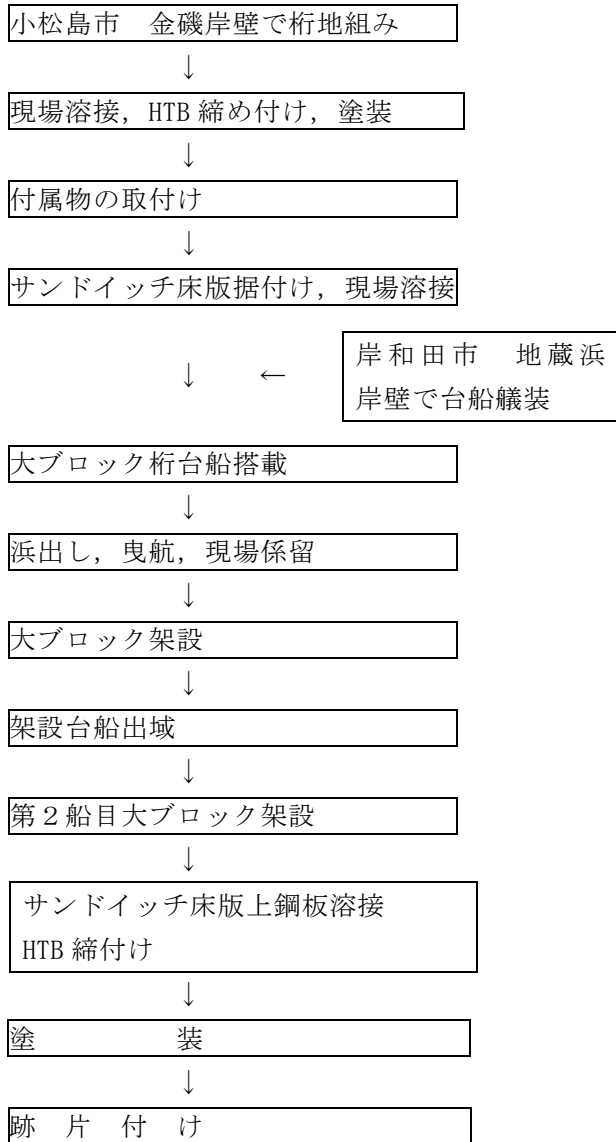 小松島市　金磯岸壁で桁地組み
↓
現場溶接，HTB 締め付け，塗装
↓
付属物の取付け
↓
サンドイッチ床版据付け，現場溶接
↓　←　岸和田市　地蔵浜
岸壁で台船艤装
大ブロック桁台船搭載
↓
浜出し，曳航，現場係留
↓
大ブロック架設
↓
架設台船出域
↓
第２船目大ブロック架設
↓
サンドイッチ床版上鋼板溶接
HTB 締付け
↓
塗　　　　　装
↓
跡　片　付　け